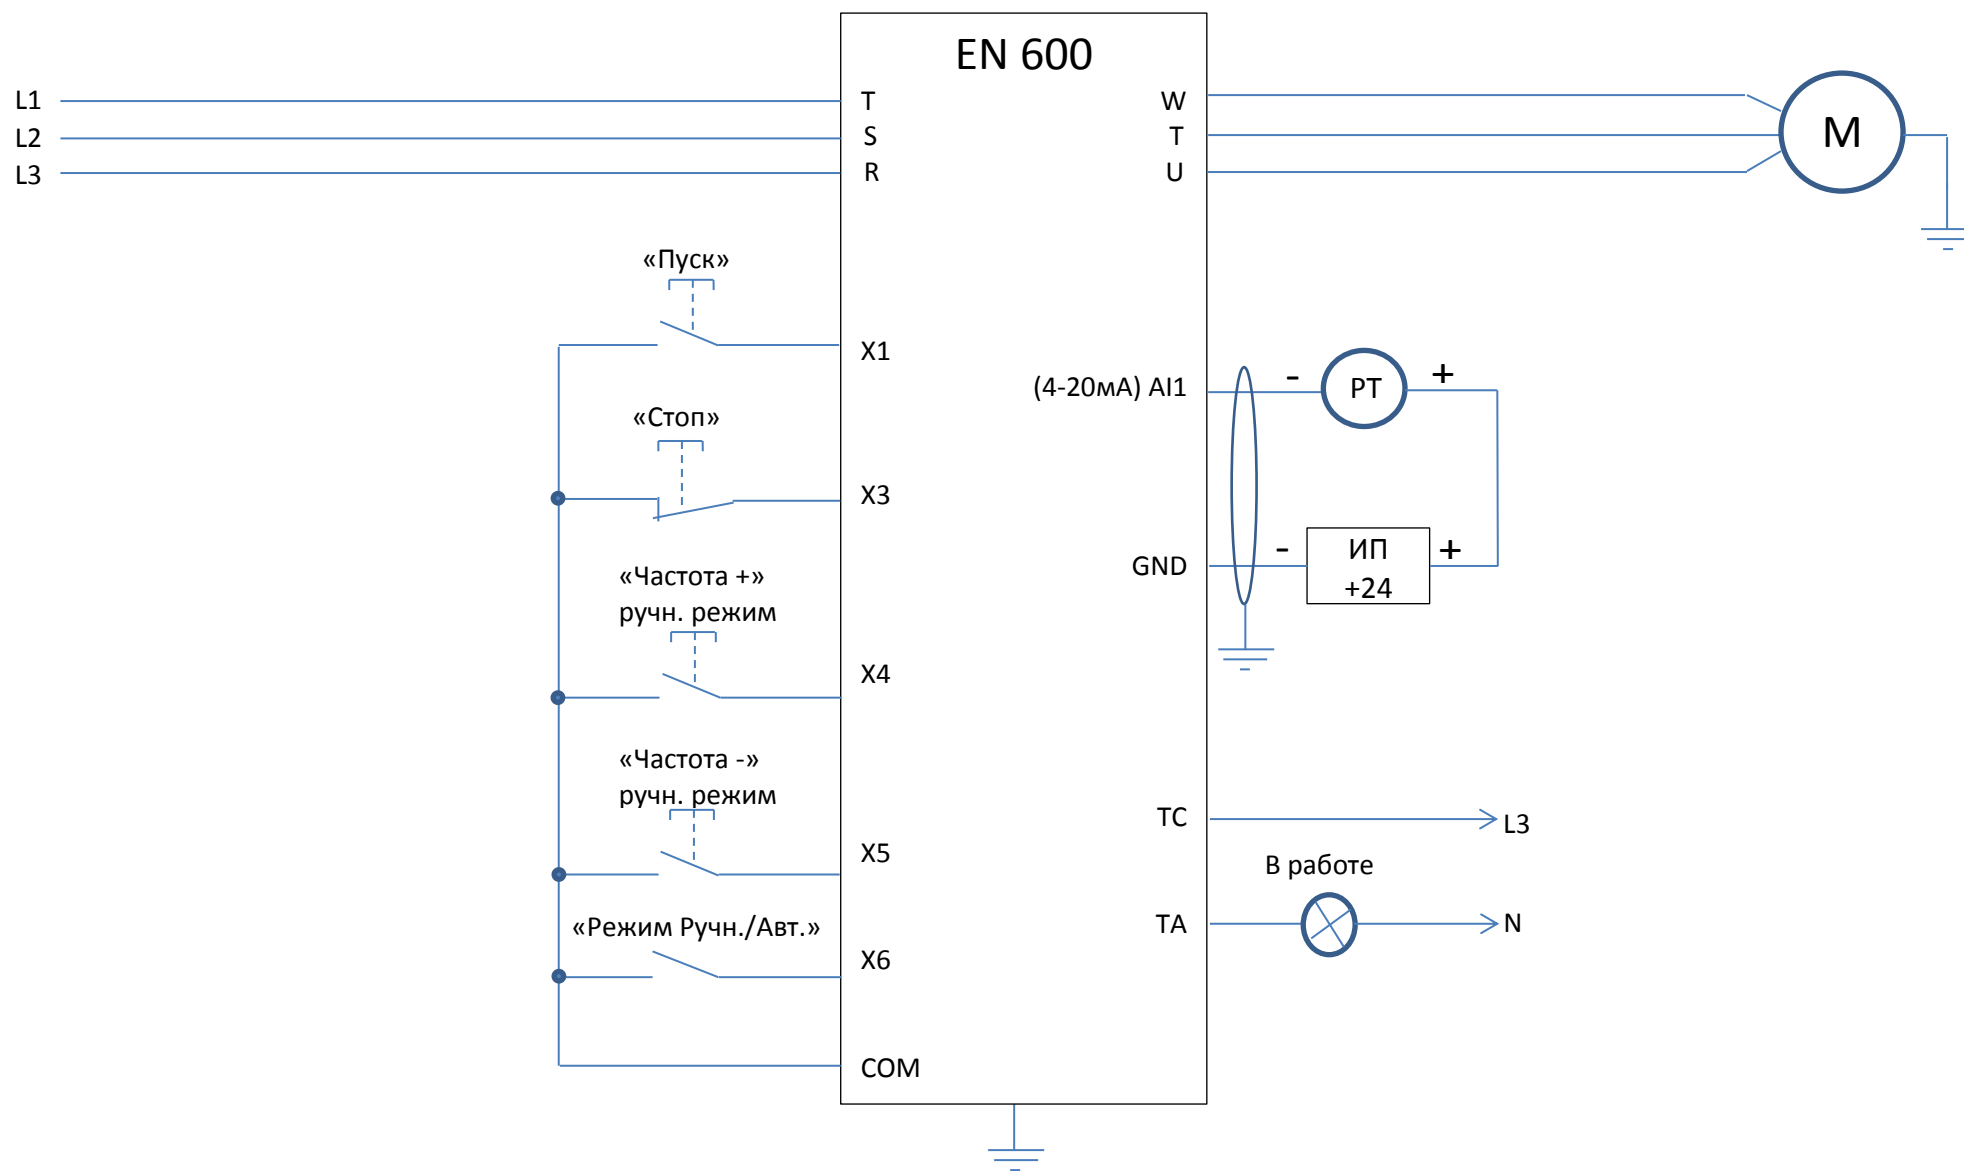 EN 600
L1
L2
L3
T
S
R
W
T
U
M
«Пуск»
X1
«Стоп»
X3
«Частота +»
ручн. режим
X4
«Частота -»
ручн. режим
X5
«Режим Ручн./Авт.»
X6
COM
(4-20мА) AI1
-
РТ
+
GND
-
ИП
+24
+
TC
L3
В работе
TA
N